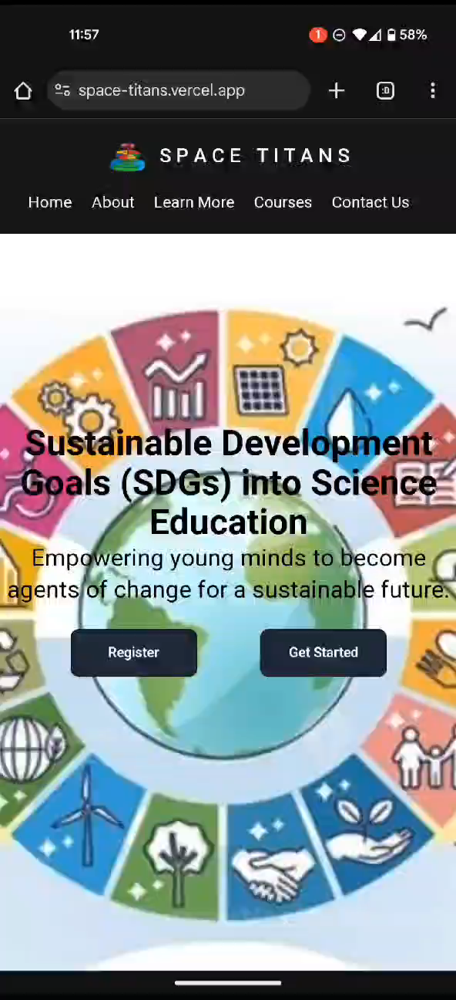 11:57
1
58%
space-titans.vercel.app
:D
SPACE TITANS
Home About Learn More Courses Contact Us
Sustainable Development
Goals (SDGs) into Science
Education
Empowering young minds to become
agents of change for a sustainable future.
Register
Get Started